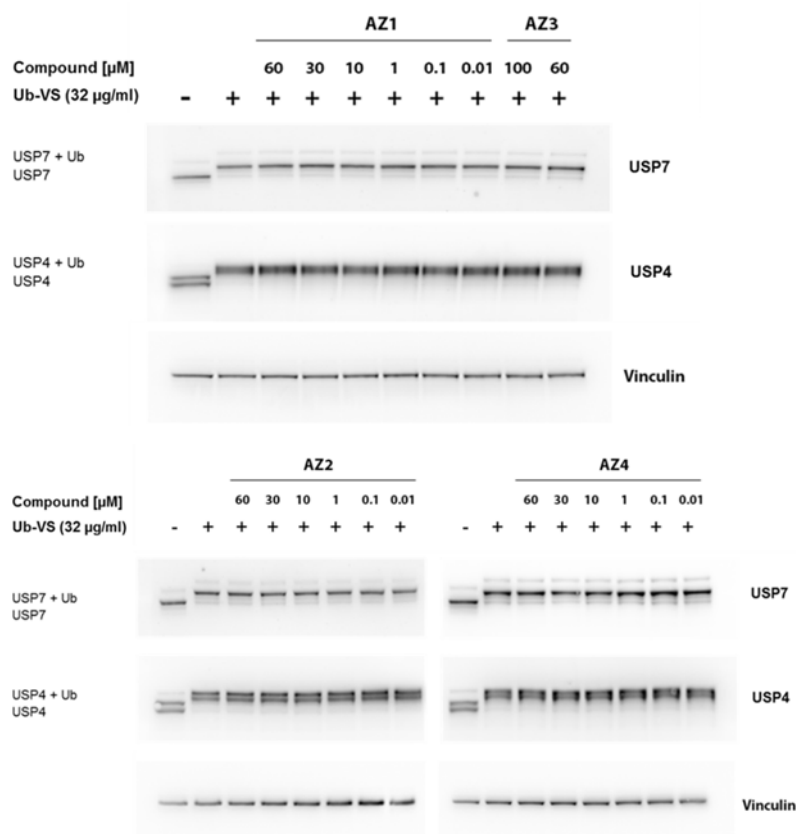 AZ1 AZ3
Compound [µM] 60 30 10 1 0.1 0.01 100 60
Ub-VS (32 µg/ml) - + + + + + + + + +
USP7 + Ub
USP7
USP7
USP4 + Ub
USP4
USP4
Vinculin
AZ2 AZ4
Compound [µM] 60 30 10 1 0.1 0.01 60 30 10 1 0.1 0.01
Ub-VS (32 µg/ml) - + + + + + + + - + + + + + + +
USP7 + Ub
USP7
USP7
USP4 + Ub
USP4
USP4
Vinculin